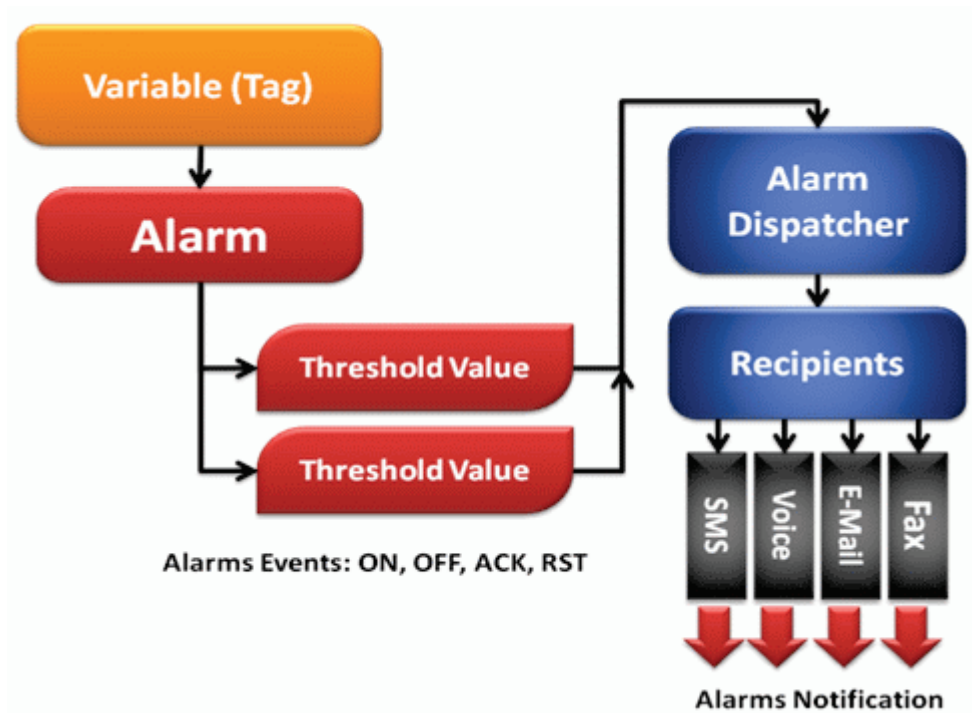 Variable (Tag)
Alarm
Threshold Value
Threshold Value
Alarms Events: ON, OFF, ACK, RST
Alarm
Dispatcher
Recipients
SMS
Voice
E-Mail
Fax
Alarms Notification